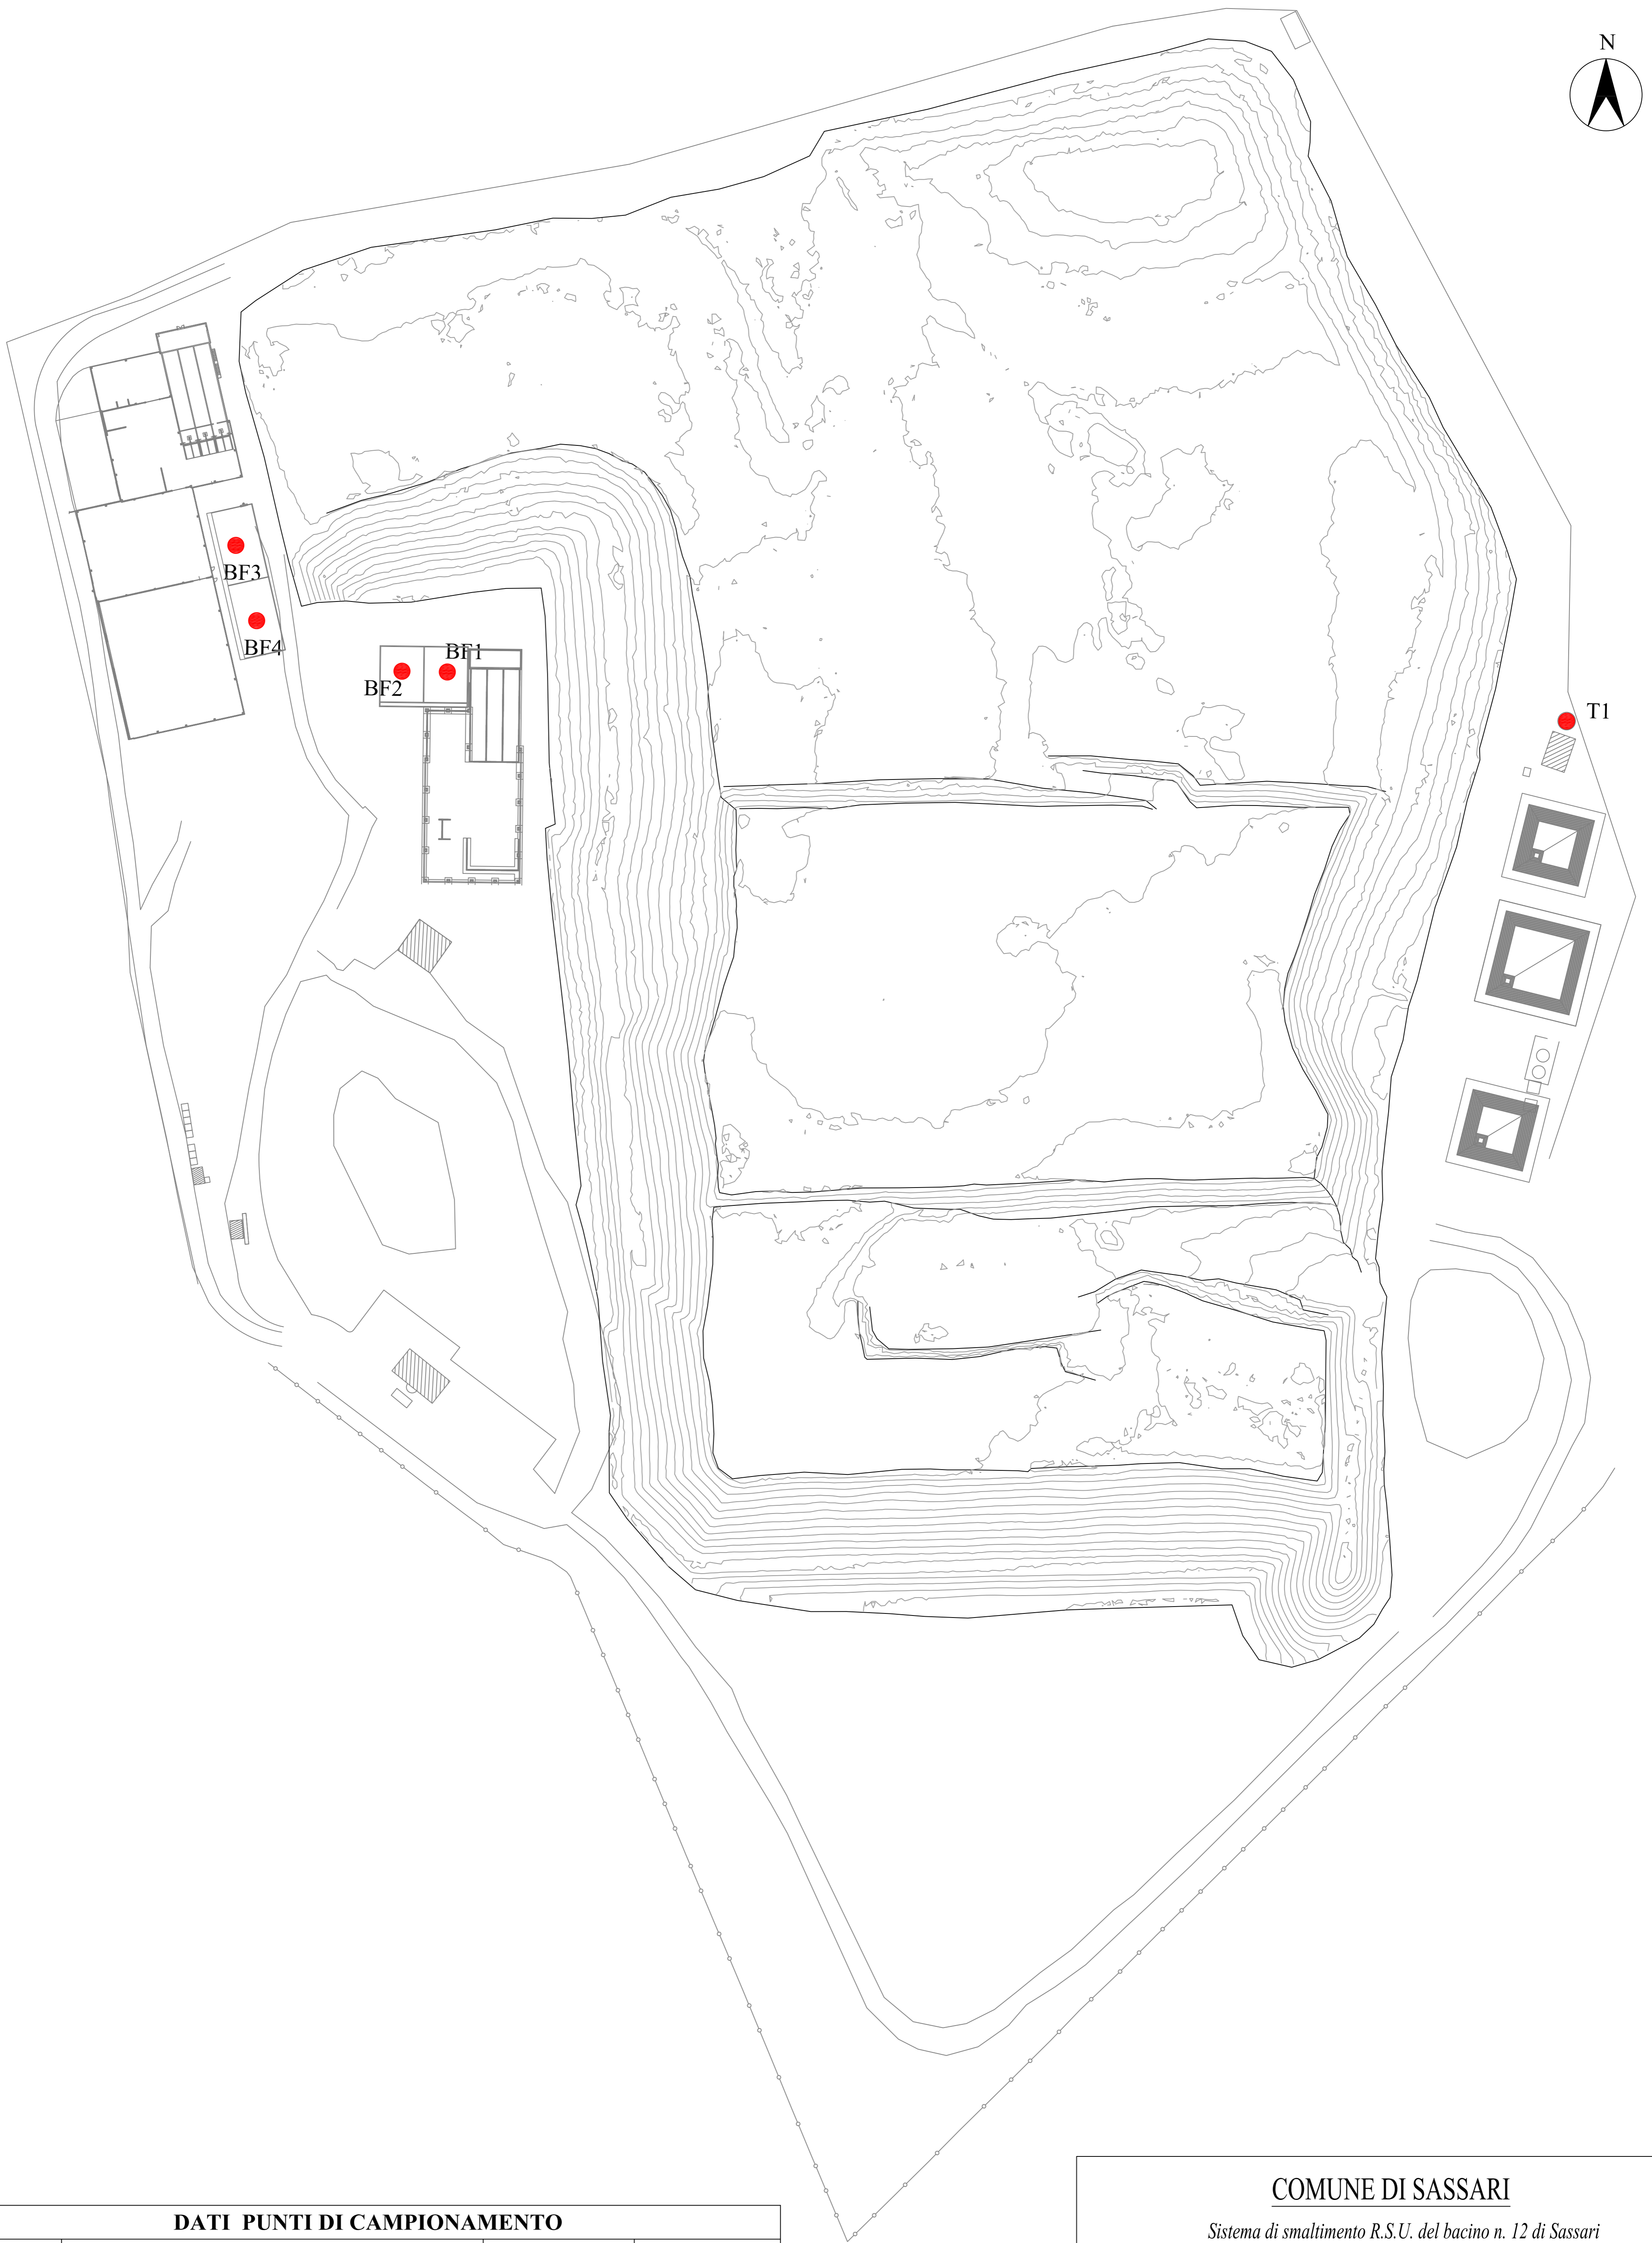 N
BF3
BF4
BF1
BF2
T1
COMUNE DI SASSARI
Sistema di smaltimento R.S.U. del bacino n. 12 di Sassari
DATI PUNTI DI CAMPIONAMENTO